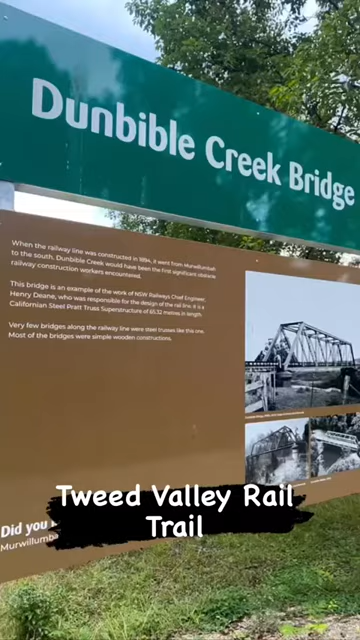 Dunbible Creek Bridge
When the railway line was constructed in 1894, it went from Murwillumbah
to the south. Dunbible Creek would have been the first significant obstacle
railway construction workers encountered.
This bridge is an example of the work of NSW Railways Chief Engineer,
Henry Deane, who was responsible for the design of the rail line. It is a
Californian Steel Pratt Truss Superstructure of 65.32 metres in length.
Very few bridges along the railway line were steel trusses like this one.
Most of the bridges were simple wooden constructions.
Did you
Murwillumba
Tweed Valley Rail
Trail